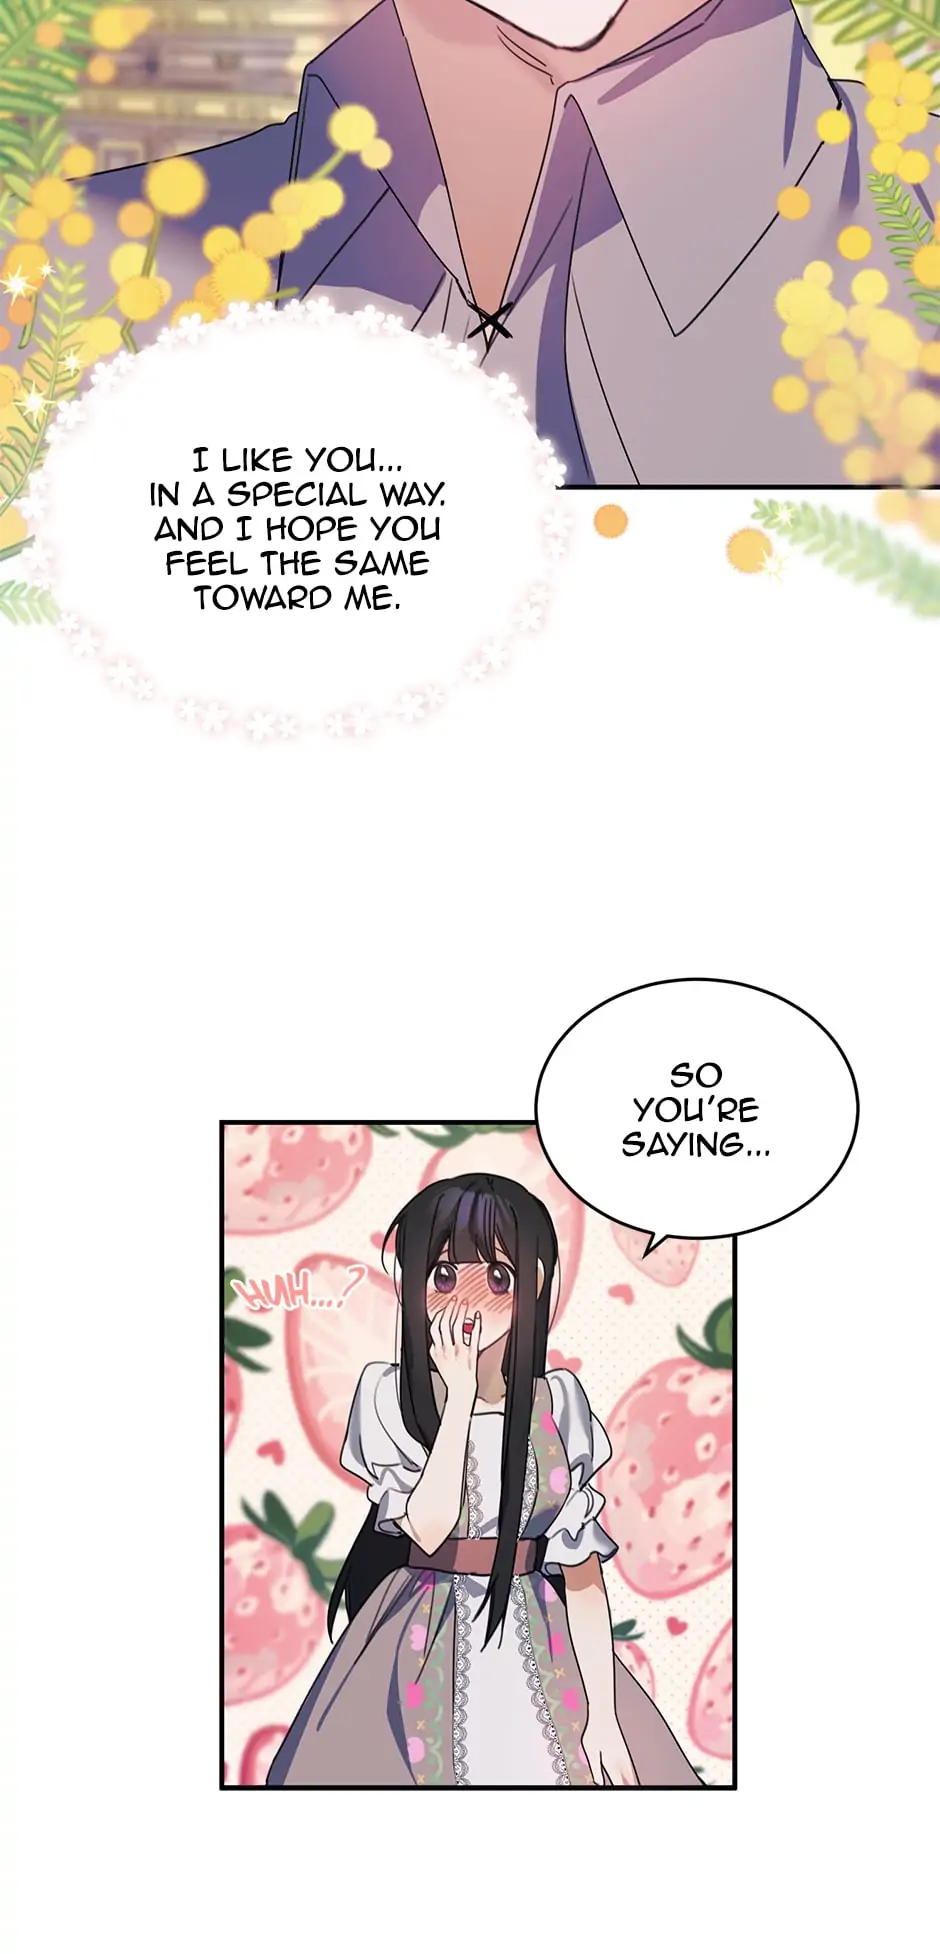 I LIKE YOU...
IN A SPECIAL WAY.
AND I HOPE YOU
FEEL THE SAME
TOWARD ME.
SO
YOU'RE
SAYING...
HUH...?